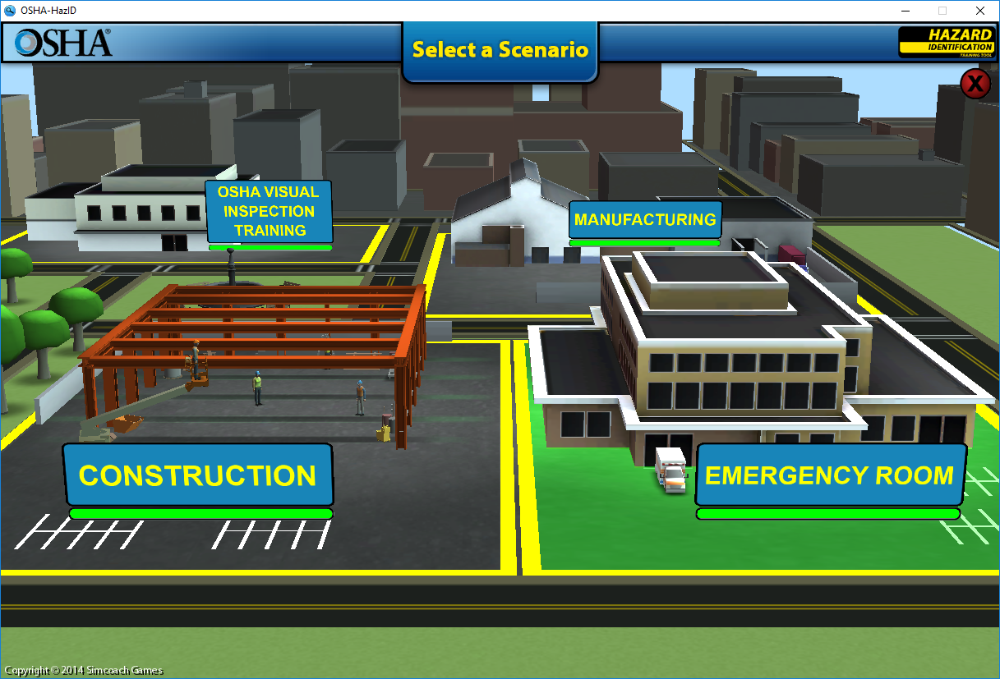 OSHA-HazID
OSHA®
Select a Scenario
HAZARD
IDENTIFICATION
TRAINING TOOL
X
OSHA VISUAL
INSPECTION
TRAINING
MANUFACTURING
CONSTRUCTION
EMERGENCY ROOM
Copyright © 2014 Simcoach Games